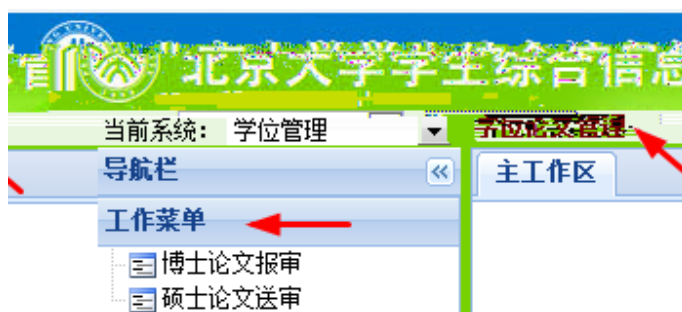 北京大学学生综合信息
当前系统： 学位管理 学位论文管理
导航栏
主工作区
工作菜单
博士论文报审
硕士论文送审